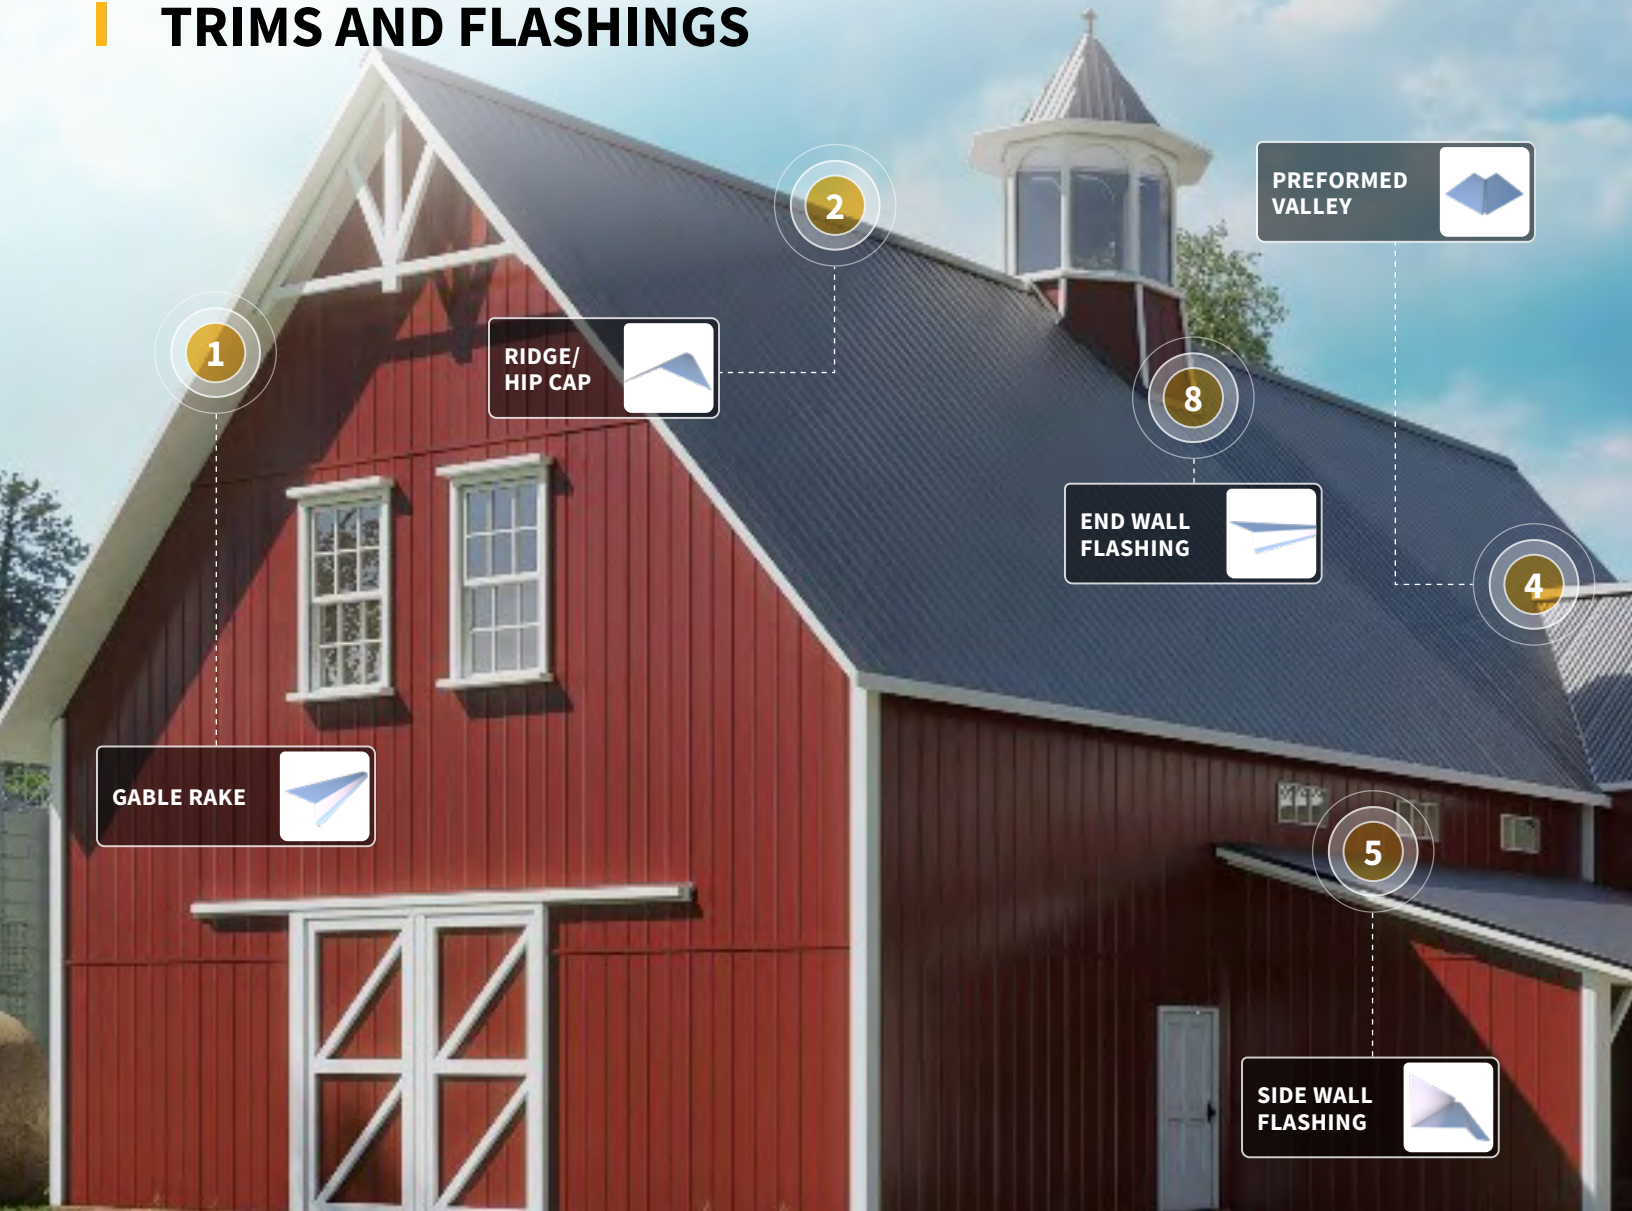 TRIMS AND FLASHINGS
2
PREFORMED
VALLEY
1
RIDGE/
HIP CAP
8
END WALL
FLASHING
4
GABLE RAKE
5
SIDE WALL
FLASHING